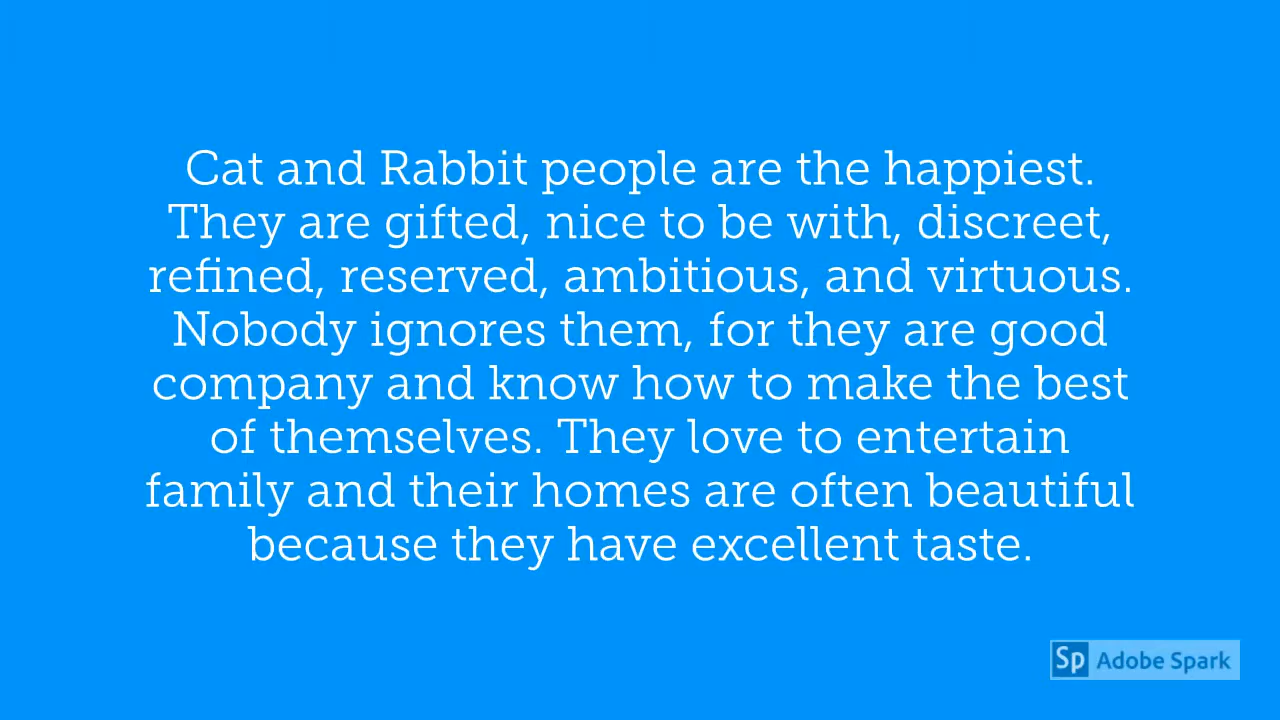 Cat and Rabbit people are the happiest.
They are gifted, nice to be with, discreet,
refined, reserved, ambitious, and virtuous.
Nobody ignores them, for they are good
company and know how to make the best
of themselves. They love to entertain
family and their homes are often beautiful
because they have excellent taste.
Sp Adobe Spark